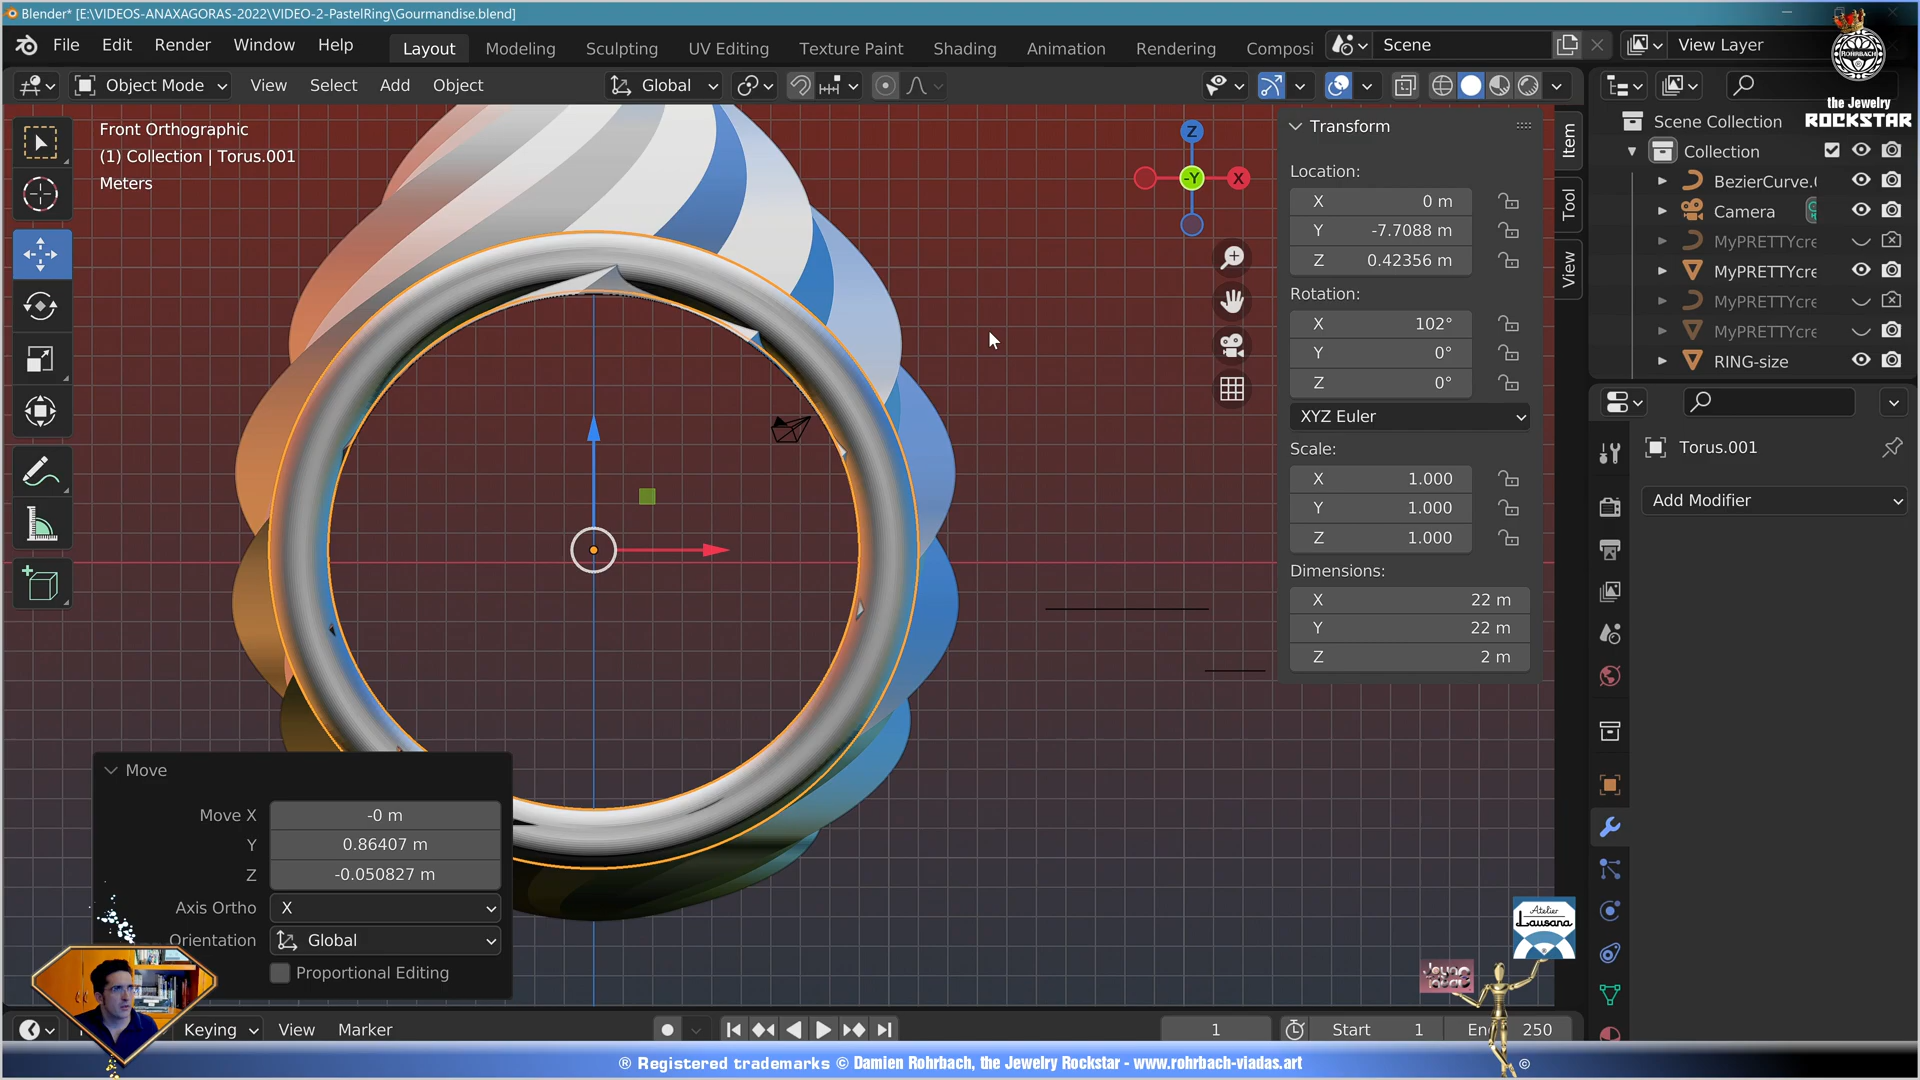 Blender* [E:\VIDEOS-ANAXAGORAS-2022\VIDEO-2-PastelRing\Gourmandise.blend]
File Edit Render Window Help Layout Modeling Sculpting UV Editing Texture Paint Shading Animation Rendering Composi Scene View Layer
Object Mode View Select Add Object Global
ROHRBACH
the Jewelry
ROCKSTAR
Front Orthographic
(1) Collection | Torus.001
Meters
Z
-Y
X
Transform
Location:
X 0 m
Y -7.7088 m
Z 0.42356 m
Rotation:
X 102°
Y 0°
Z 0°
XYZ Euler
Scale:
X 1.000
Y 1.000
Z 1.000
Dimensions:
X 22 m
Y 22 m
Z 2 m
Item
Tool
View
Scene Collection
Collection
BezierCurve.
Camera
MyPRETTYcre
MyPRETTYcre
MyPRETTYcre
MyPRETTYcre
RING-size
Torus.001
Add Modifier
Move
Move X -0 m
Y 0.86407 m
Z -0.050827 m
Axis Ortho X
Orientation Global
Proportional Editing
Atelier
Lausana
Keying View Marker 1 Start 1 En 250
® Registered trademarks © Damien Rohrbach, the Jewelry Rockstar - www.rohrbach-viadas.art ©